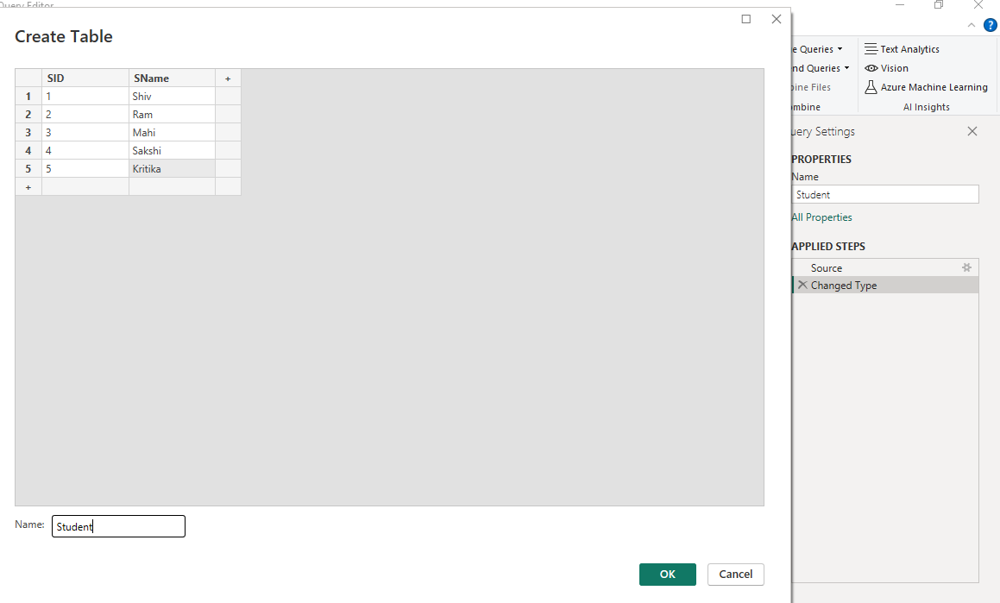 Query Editor
Create Table
SID SName +
1 1 Shiv
2 2 Ram
3 3 Mahi
4 4 Sakshi
5 5 Kritika
+
Name: Student
OK Cancel
?
e Queries
nd Queries
bine Files
mbine
Text Analytics
Vision
Azure Machine Learning
AI Insights
uery Settings
PROPERTIES
Name
Student
All Properties
APPLIED STEPS
Source
Changed Type